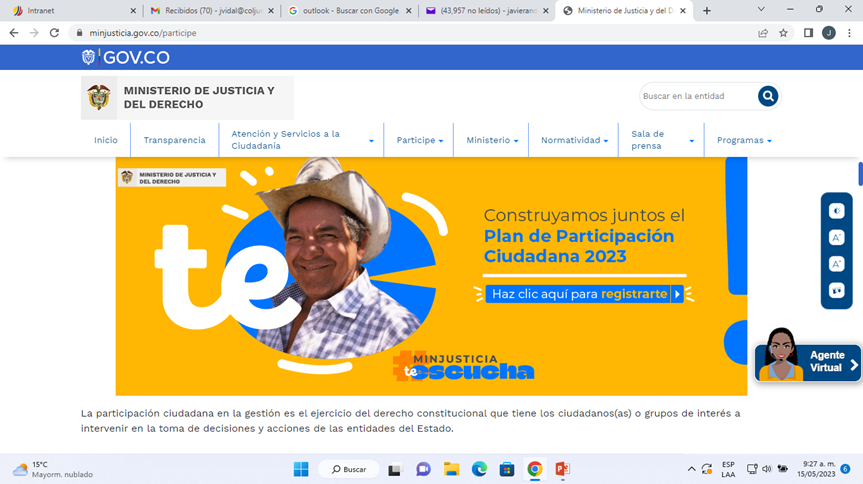 Intranet
Recibidos (70) - jvidal@coljue
outlook - Buscar con Google
(43,957 no leídos) - javieranc
Ministerio de Justicia y del D
minjusticia.gov.co/participe
J
GOV.CO
MINISTERIO DE JUSTICIA Y
DEL DERECHO
Buscar en la entidad
Inicio
Transparencia
Atención y Servicios a la
Ciudadanía
Participe
Ministerio
Normatividad
Sala de
prensa
Programas
MINISTERIO DE JUSTICIA Y
DEL DERECHO
te
Construyamos juntos el
Plan de Participación
Ciudadana 2023
Haz clic aquí para registrarte
#
MINJUSTICIA
te escucha
A
A
Agente
Virtual
La participación ciudadana en la gestión es el ejercicio del derecho constitucional que tiene los ciudadanos(as) o grupos de interés a
intervenir en la toma de decisiones y acciones de las entidades del Estado.
15°C
Mayorm. nublado
Buscar
ESP
LAA
9:27 a. m.
15/05/2023
6